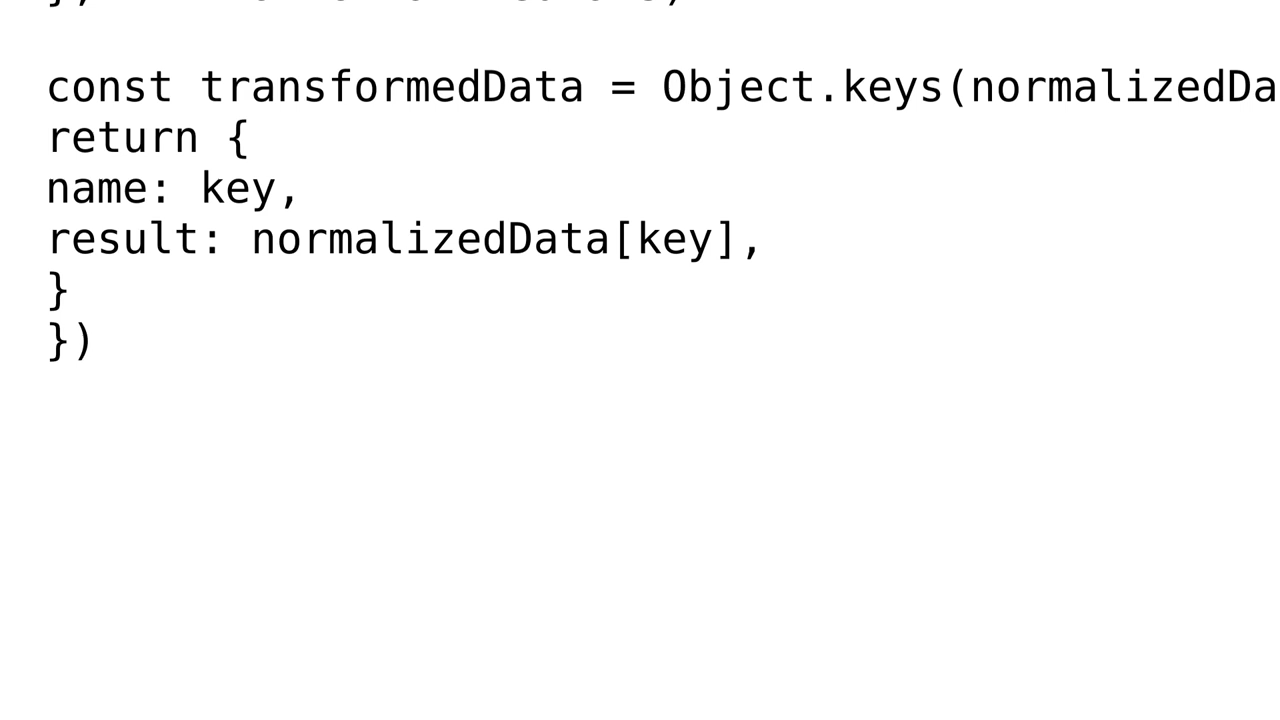 const transformedData = Object.keys(normalizedDa
return {
name: key,
result: normalizedData[key],
}
})